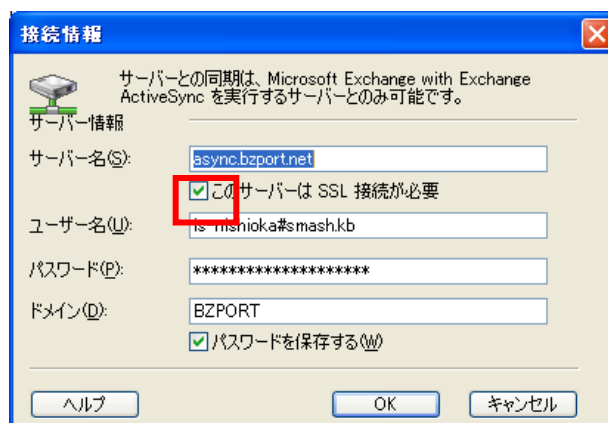 接続情報
サーバーとの同期は、Microsoft Exchange with Exchange
ActiveSync を実行するサーバーとのみ可能です。
サーバー情報
サーバー名(S): async.bzport.net
このサーバーは SSL 接続が必要
ユーザー名(U): nishioka#smash.kb
パスワード(P): ********************
ドメイン(D): BZPORT
パスワードを保存する(W)
ヘルプ OK キャンセル